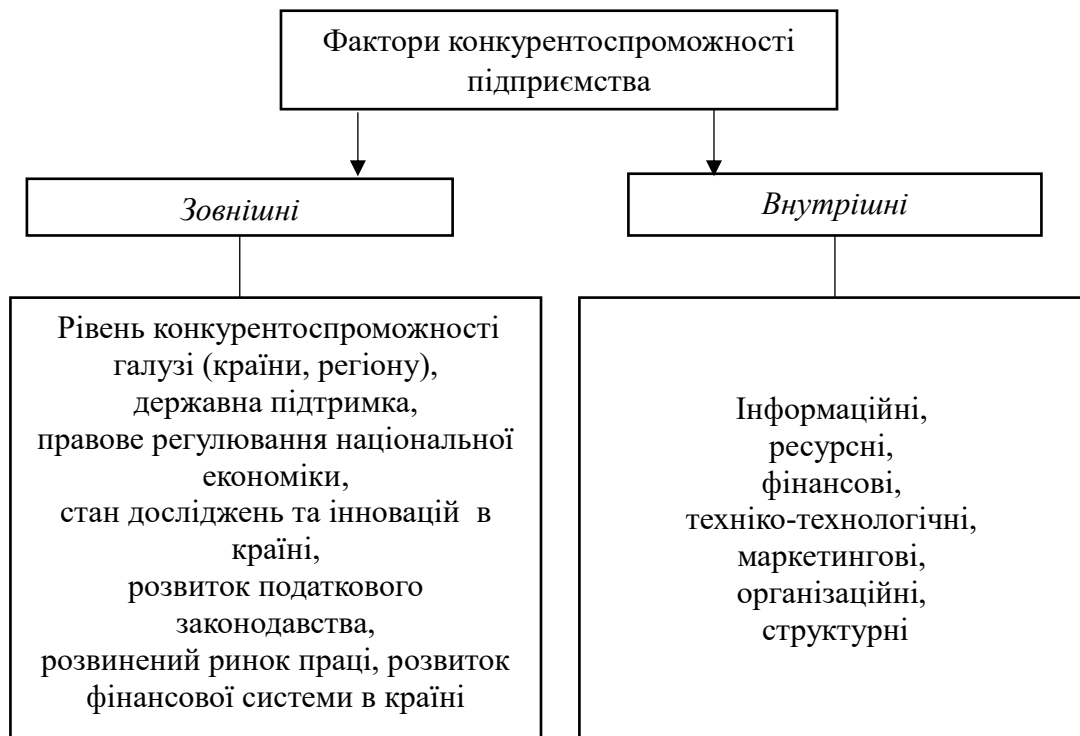 Фактори конкурентоспроможності
підприємства
Зовнішні
Внутрішні
Рівень конкурентоспроможності
галузі (країни, регіону),
державна підтримка,
правове регулювання національної
економіки,
стан досліджень та інновацій в
країні,
розвиток податкового
законодавства,
розвинений ринок праці, розвиток
фінансової системи в країні
Інформаційні,
ресурсні,
фінансові,
техніко-технологічні,
маркетингові,
організаційні,
структурні